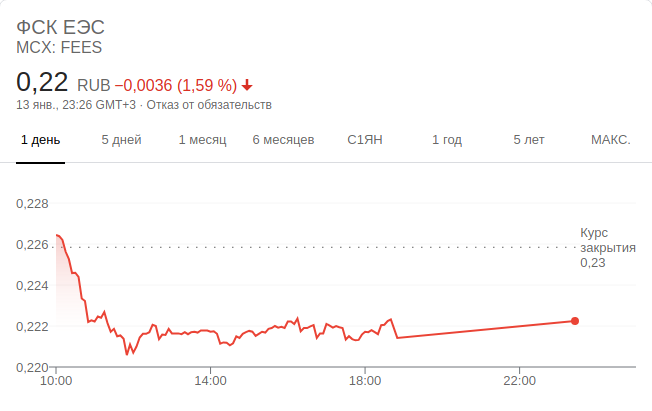 ФСК ЕЭС
MCX: FEES
0,22 RUB −0,0036 (1,59 %)
13 янв., 23:26 GMT+3 · Отказ от обязательств
1 день 5 дней 1 месяц 6 месяцев С1ЯН 1 год 5 лет МАКС.
0,228
0,226
0,224
0,222
0,220
Курс
закрытия
0,23
10:00 14:00 18:00 22:00